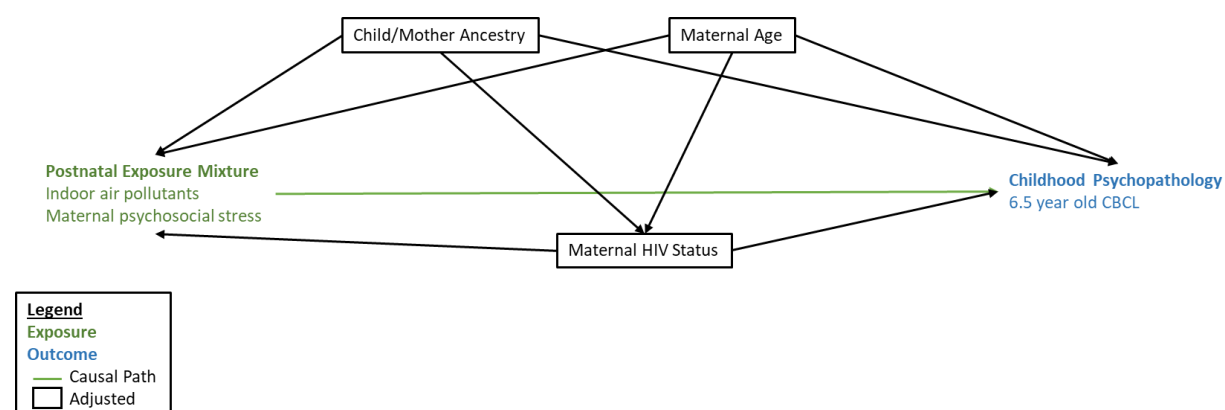 Child/Mother Ancestry
Maternal Age
Postnatal Exposure Mixture
Indoor air pollutants
Maternal psychosocial stress
Childhood Psychopathology
6.5 year old CBCL
Maternal HIV Status
Legend
Exposure
Outcome
Causal Path
Adjusted